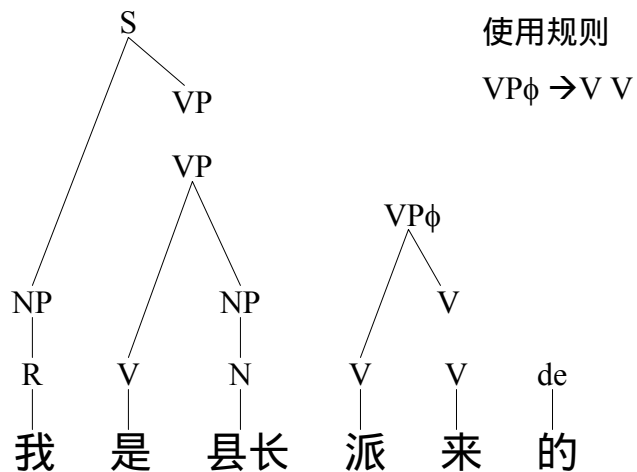 S
使用规则
VPϕ →V V
VP
VP
VPϕ
NP NP V
R V N V V de
我 是 县长 派 来 的